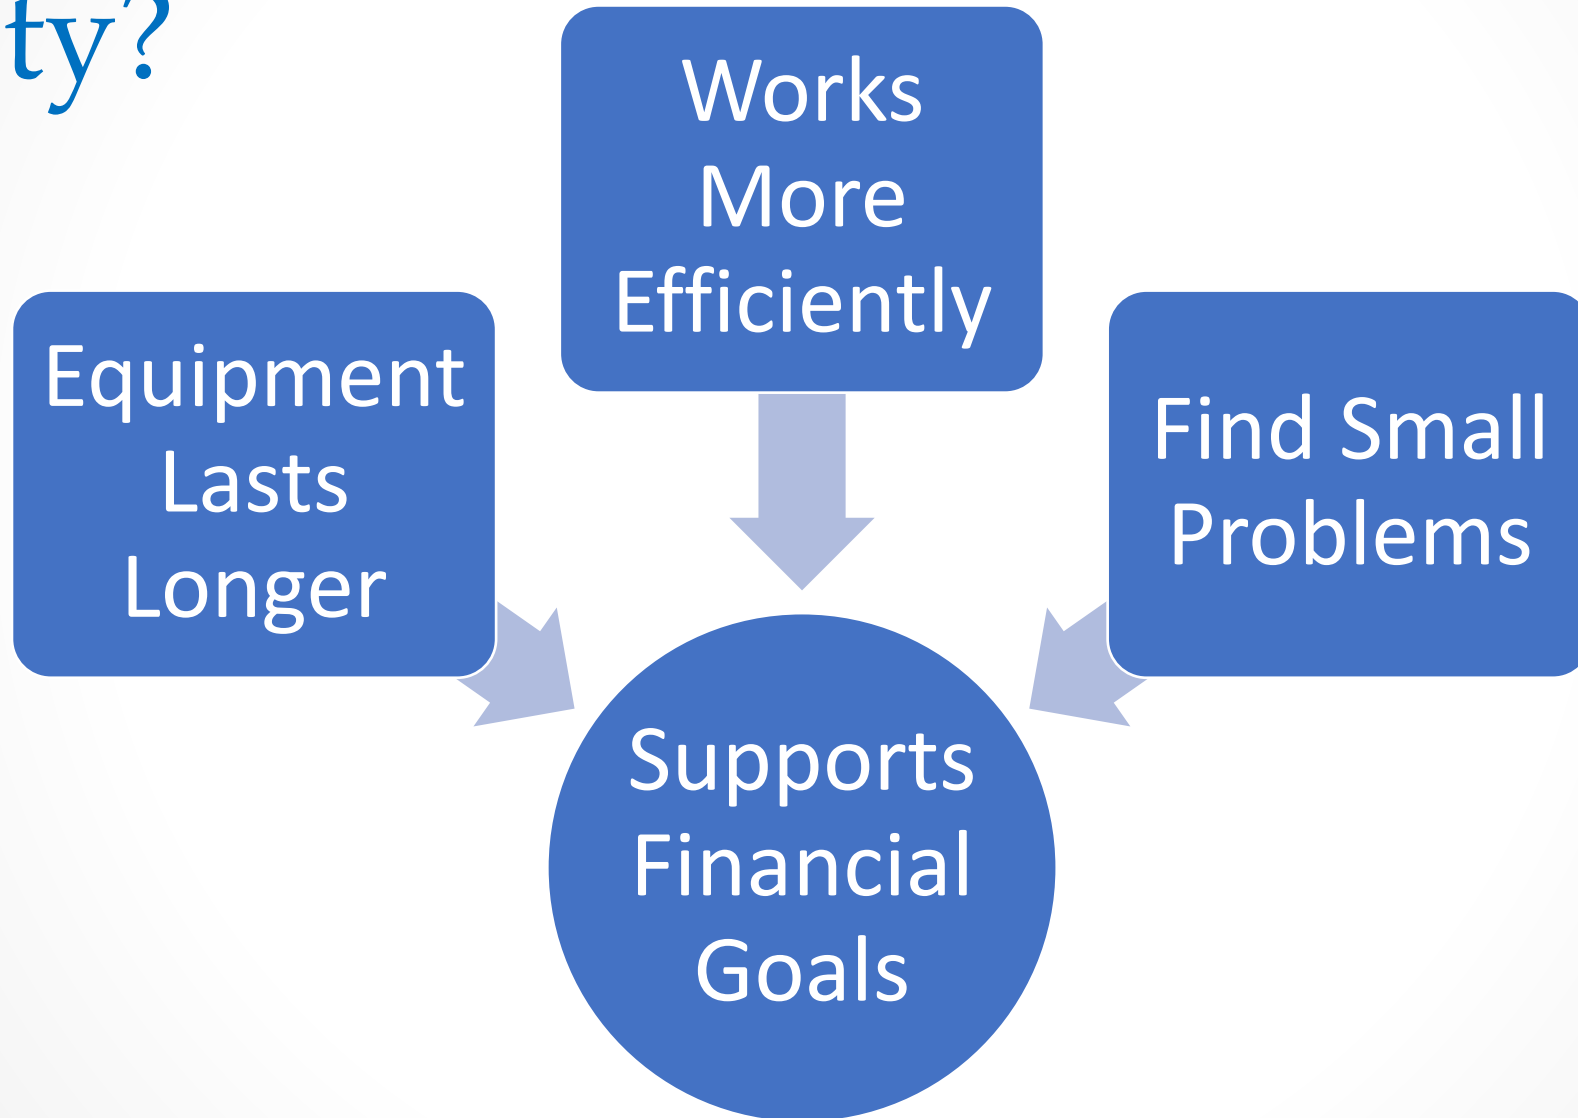 ty?
Works
More
Efficiently
Equipment
Lasts
Longer
Find Small
Problems
Supports
Financial
Goals